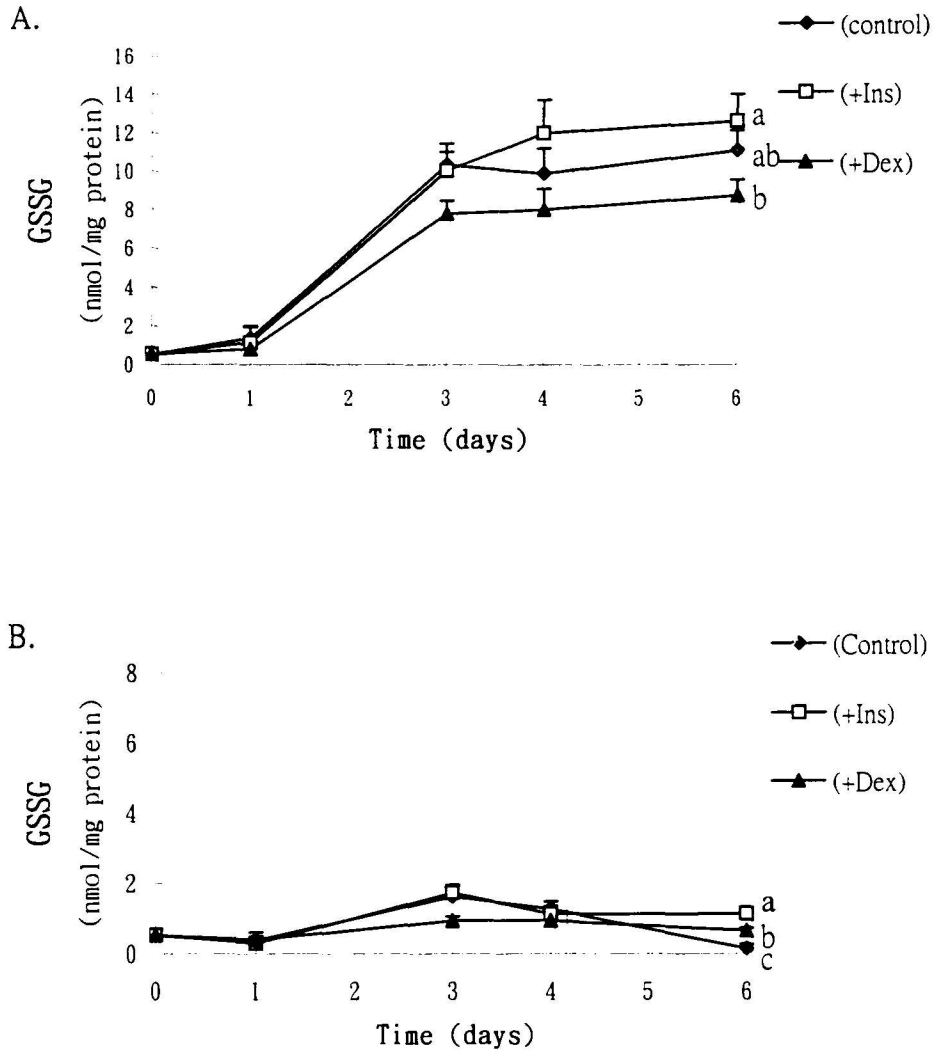 A.
(control)
(+Ins)
(+Dex)
16
14
12
10
8
6
4
2
0
GSSG
(nmol/mg protein)
a
ab
b
0 1 2 3 4 5 6
Time (days)
B.
(Control)
(+Ins)
(+Dex)
8
6
4
2
0
GSSG
(nmol/mg protein)
a
b
c
0 1 2 3 4 5 6
Time (days)